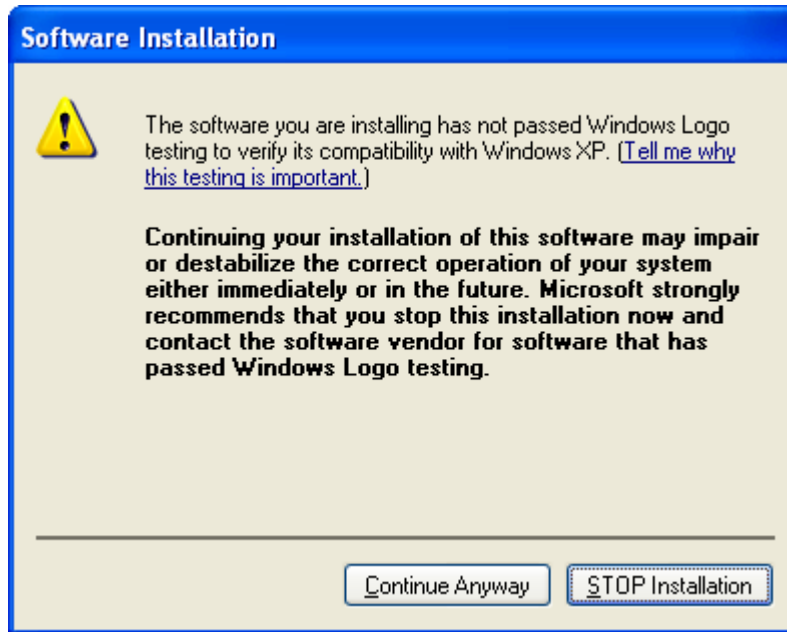 Software Installation
The software you are installing has not passed Windows Logo
testing to verify its compatibility with Windows XP. (Tell me why
this testing is important.)
Continuing your installation of this software may impair
or destabilize the correct operation of your system
either immediately or in the future. Microsoft strongly
recommends that you stop this installation now and
contact the software vendor for software that has
passed Windows Logo testing.
Continue Anyway
STOP Installation